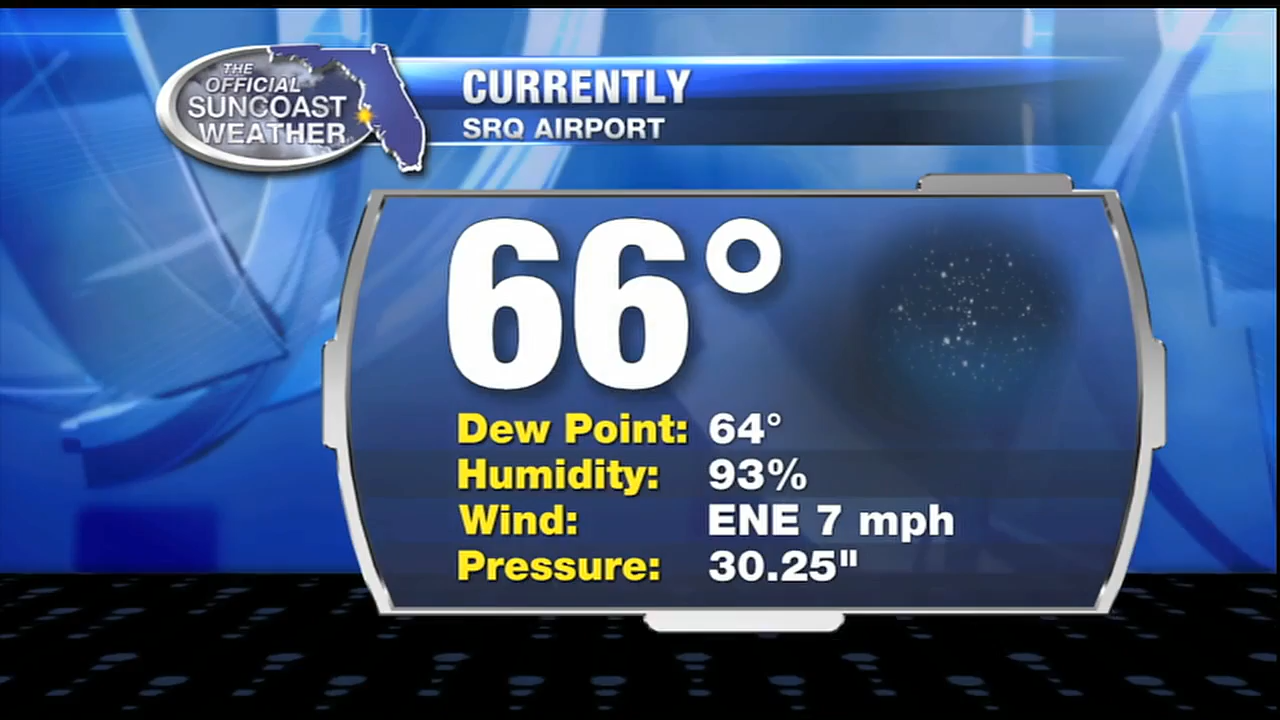 THE
OFFICIAL
SUNCOAST
WEATHER
CURRENTLY
SRQ AIRPORT
66°
Dew Point: 64°
Humidity: 93%
Wind: ENE 7 mph
Pressure: 30.25"